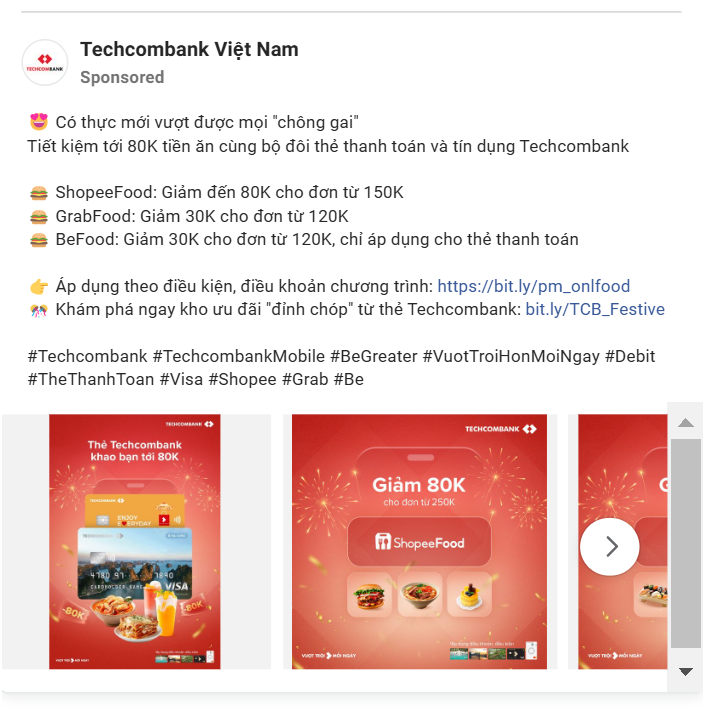 Techcombank Việt Nam
TECHCOMBANK
Sponsored
😍 Có thực mới vượt được mọi "chông gai"
Tiết kiệm tới 80K tiền ăn cùng bộ đôi thẻ thanh toán và tín dụng Techcombank
🍔 ShopeeFood: Giảm đến 80K cho đơn từ 150K
🍔 GrabFood: Giảm 30K cho đơn từ 120K
🍔 BeFood: Giảm 30K cho đơn từ 120K, chỉ áp dụng cho thẻ thanh toán
👉 Áp dụng theo điều kiện, điều khoản chương trình: https://bit.ly/pm_onlfood
🎊 Khám phá ngay kho ưu đãi "đỉnh chóp" từ thẻ Techcombank: bit.ly/TCB_Festive
#Techcombank #TechcombankMobile #BeGreater #VuotTroiHonMoiNgay #Debit
#TheThanhToan #Visa #Shopee #Grab #Be
TECHCOMBANK
Thẻ Techcombank
khao bạn tới 80K
TECHCOMBANK
ENJOY
EVERYDAY
VISA
-80K
-80K
VƯỢT TRỘI MỖI NGÀY
TECHCOMBANK
Giảm 80K
cho đơn từ 250K
ShopeeFood
VƯỢT TRỘI MỖI NGÀY
G
VƯỢT TRỘI MỖI NGÀY